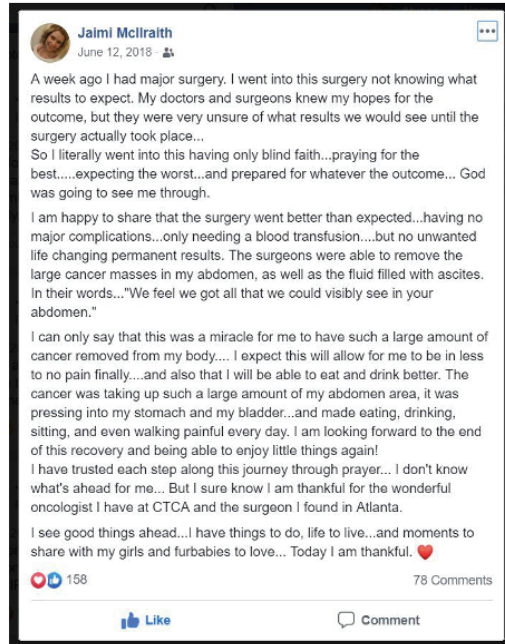 Jaimi McIlraith
June 12, 2018
A week ago I had major surgery. I went into this surgery not knowing what
results to expect. My doctors and surgeons knew my hopes for the
outcome, but they were very unsure of what results we would see until the
surgery actually took place...
So I literally went into this having only blind faith...praying for the
best.....expecting the worst...and prepared for whatever the outcome... God
was going to see me through.
I am happy to share that the surgery went better than expected...having no
major complications...only needing a blood transfusion....but no unwanted
life changing permanent results. The surgeons were able to remove the
large cancer masses in my abdomen, as well as the fluid filled with ascites.
In their words..."We feel we got all that we could visibly see in your
abdomen."
I can only say that this was a miracle for me to have such a large amount of
cancer removed from my body.... I expect this will allow for me to be in less
to no pain finally....and also that I will be able to eat and drink better. The
cancer was taking up such a large amount of my abdomen area, it was
pressing into my stomach and my bladder...and made eating, drinking,
sitting, and even walking painful every day. I am looking forward to the end
of this recovery and being able to enjoy little things again!
I have trusted each step along this journey through prayer... I don't know
what's ahead for me... But I sure know I am thankful for the wonderful
oncologist I have at CTCA and the surgeon I found in Atlanta.
I see good things ahead...I have things to do, life to live...and moments to
share with my girls and furbabies to love... Today I am thankful. ❤️
158 78 Comments
Like Comment